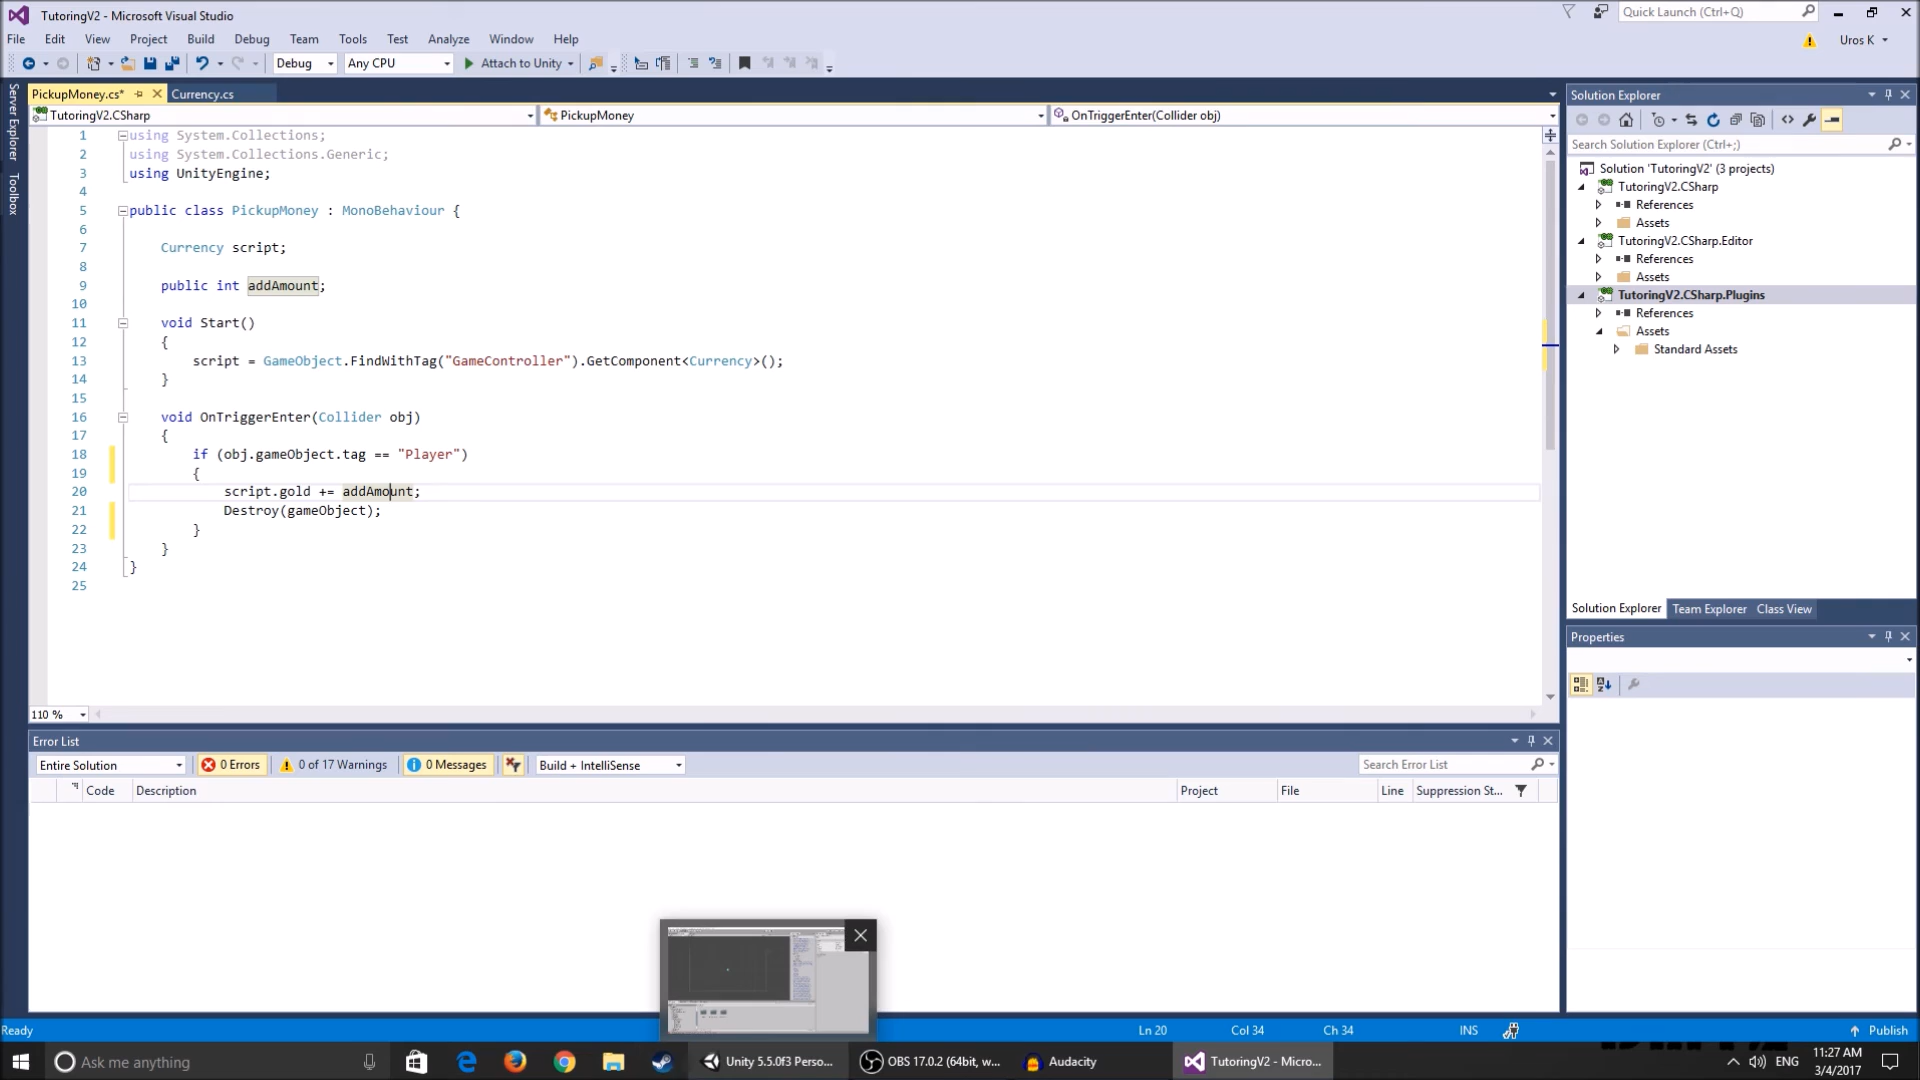 TutoringV2 - Microsoft Visual Studio
Quick Launch (Ctrl+Q)
File Edit View Project Build Debug Team Tools Test Analyze Window Help
Uros K
Debug Any CPU Attach to Unity
Server Explorer
Toolbox
PickupMoney.cs* Currency.cs
TutoringV2.CSharp PickupMoney OnTriggerEnter(Collider obj)
1 using System.Collections;
2 using System.Collections.Generic;
3 using UnityEngine;
4
5 public class PickupMoney : MonoBehaviour {
6
7 Currency script;
8
9 public int addAmount;
10
11 void Start()
12 {
13 script = GameObject.FindWithTag("GameController").GetComponent<Currency>();
14 }
15
16 void OnTriggerEnter(Collider obj)
17 {
18 if (obj.gameObject.tag == "Player")
19 {
20 script.gold += addAmount;
21 Destroy(gameObject);
22 }
23 }
24 }
25
110 %
Solution Explorer
Search Solution Explorer (Ctrl+;)
Solution 'TutoringV2' (3 projects)
TutoringV2.CSharp
References
Assets
TutoringV2.CSharp.Editor
References
Assets
TutoringV2.CSharp.Plugins
References
Assets
Standard Assets
Solution Explorer Team Explorer Class View
Properties
Error List
Entire Solution 0 Errors 0 of 17 Warnings 0 Messages Build + IntelliSense Search Error List
Code Description Project File Line Suppression St...
Ready Ln 20 Col 34 Ch 34 INS Publish
Ask me anything Unity 5.5.0f3 Perso... OBS 17.0.2 (64bit, w... Audacity TutoringV2 - Micro... ENG 11:27 AM
3/4/2017